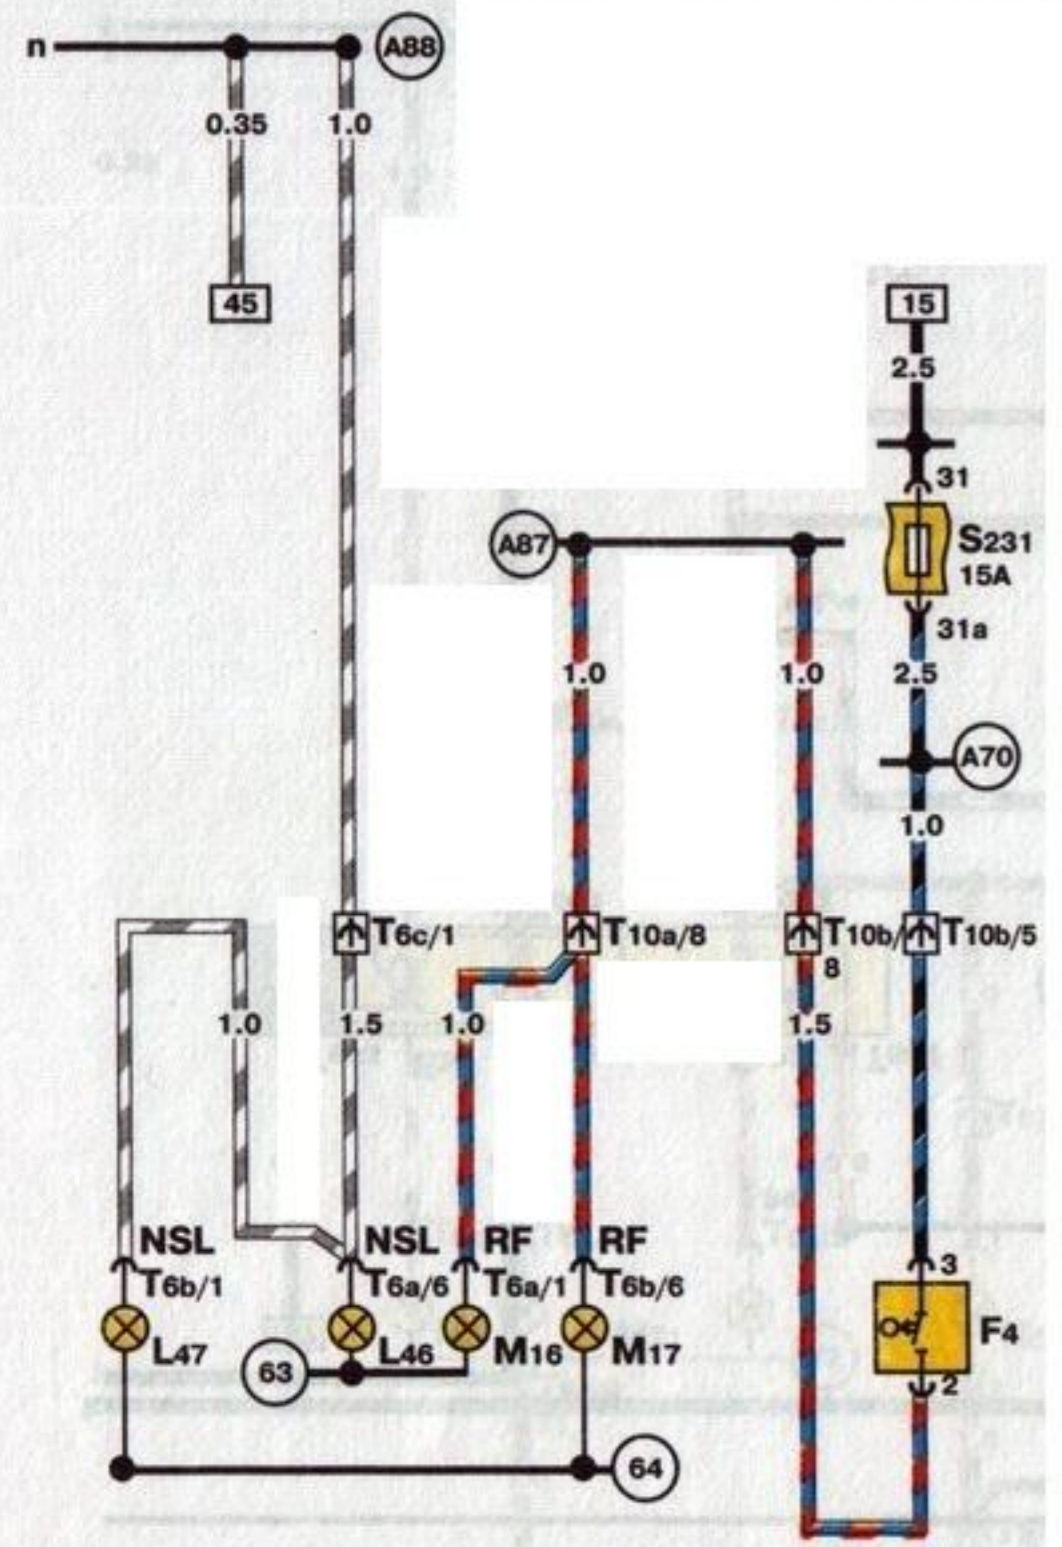 n
A88
0.35
1.0
45
15
2.5
31
S231
15A
A87
31a
1.0
1.0
2.5
A70
1.0
T6c/1
T10a/8
T10b/
8
T10b/5
1.0
1.5
1.0
1.5
NSL
NSL
RF
RF
3
T6b/1
T6a/6
T6a/1
T6b/6
F4
L47
L46
M16
M17
63
2
64